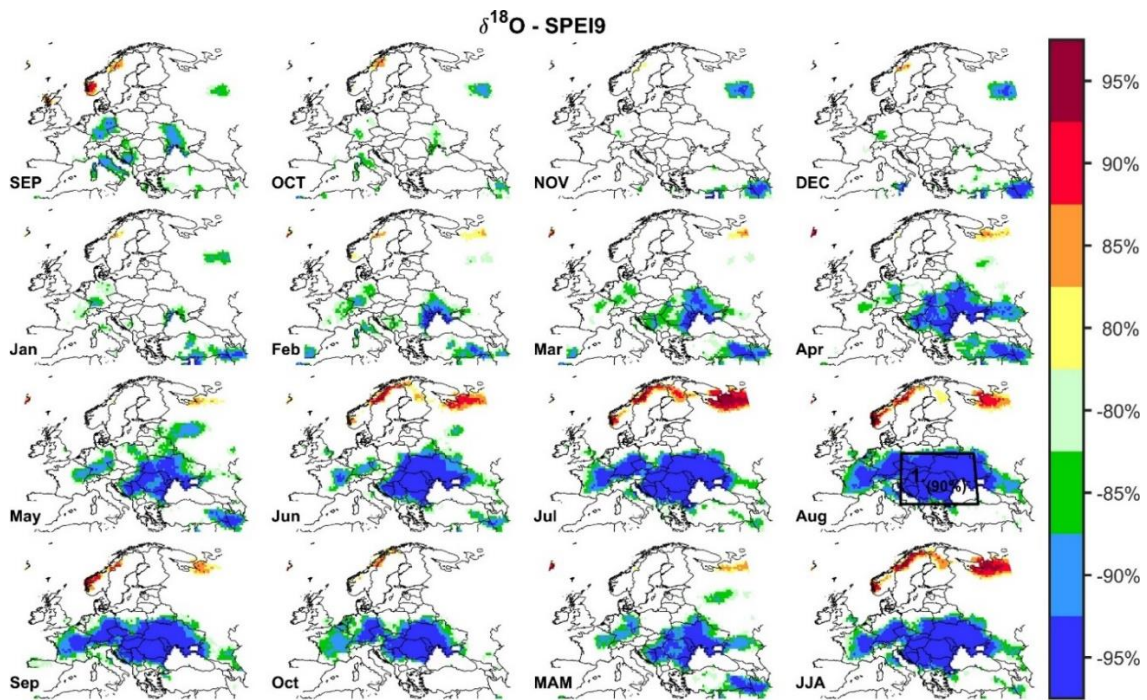 δ¹⁸O - SPEI9
SEP
OCT
NOV
DEC
Jan
Feb
Mar
Apr
May
Jun
Jul
Aug
1
(90%)
Sep
Oct
MAM
JJA
95%
90%
85%
80%
-80%
-85%
-90%
-95%